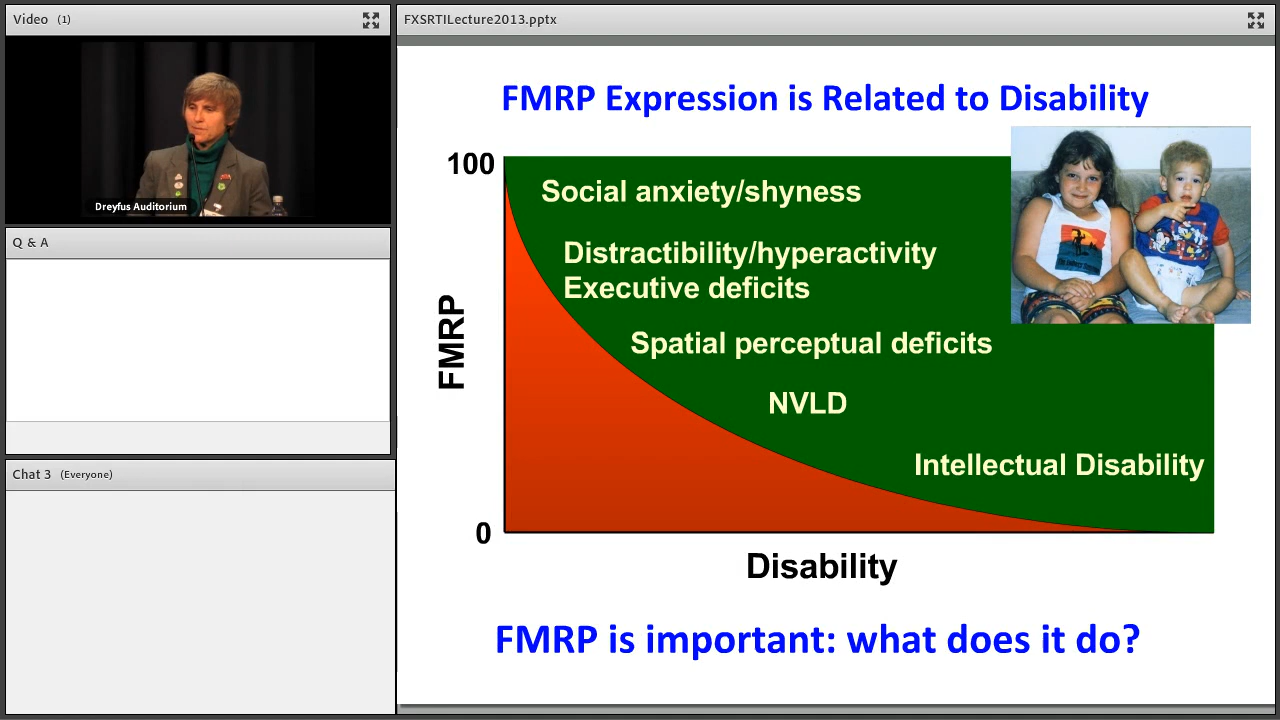 Video (1)
Dreyfus Auditorium
Q & A
Chat 3 (Everyone)
FXSRTILecture2013.pptx
FMRP Expression is Related to Disability
100
Social anxiety/shyness
Distractibility/hyperactivity
Executive deficits
Spatial perceptual deficits
NVLD
Intellectual Disability
FMRP
0
Disability
FMRP is important: what does it do?